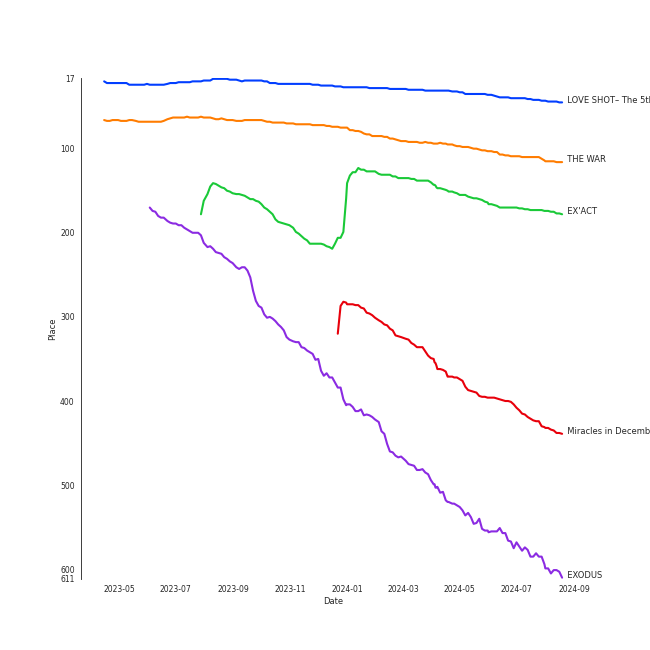 17
LOVE SHOT– The 5tl
100
THE WAR
200
EX'ACT
300
Place
400
Miracles in Decemb
500
600
611
EXODUS
2023-05 2023-07 2023-09 2023-11 2024-01 2024-03 2024-05 2024-07 2024-09
Date